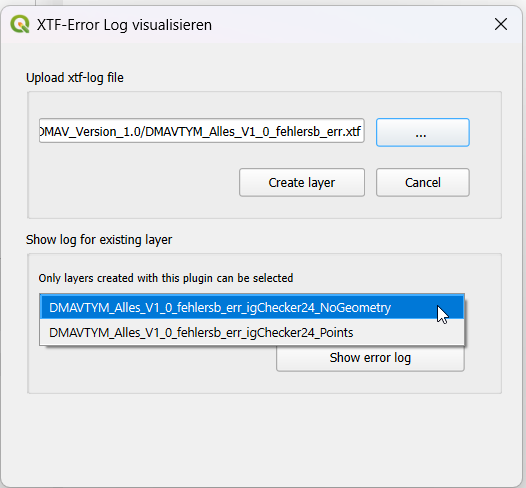 XTF-Error Log visualisieren
Upload xtf-log file
DMAV_Version_1.0/DMAVTYM_Alles_V1_0_fehlersb_err.xtf
...
Create layer
Cancel
Show log for existing layer
Only layers created with this plugin can be selected
DMAVTYM_Alles_V1_0_fehlersb_err_igChecker24_NoGeometry
DMAVTYM_Alles_V1_0_fehlersb_err_igChecker24_Points
Show error log